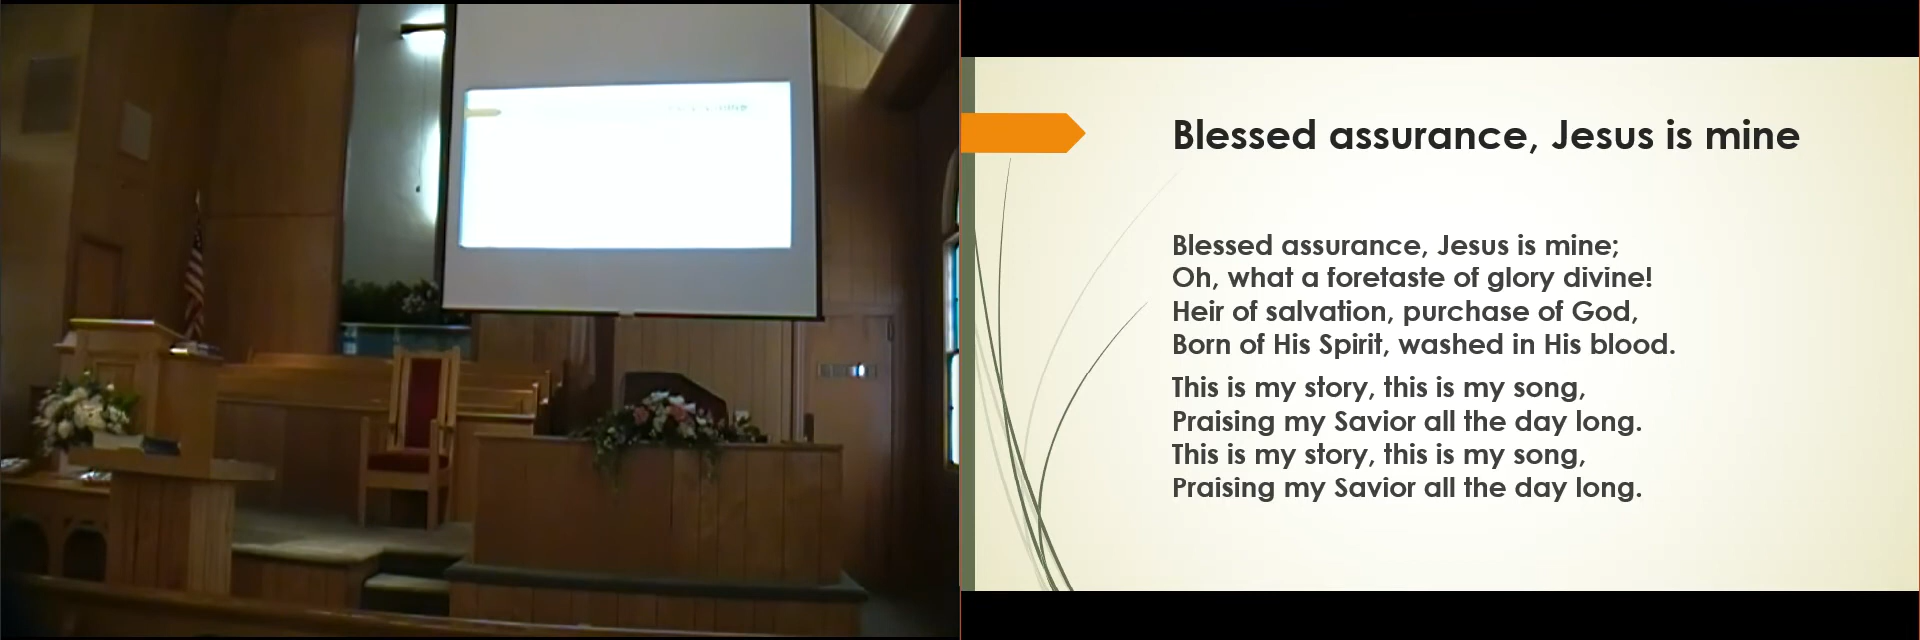 Blessed assurance, Jesus is mine
Blessed assurance, Jesus is mine;
Oh, what a foretaste of glory divine!
Heir of salvation, purchase of God,
Born of His Spirit, washed in His blood.
This is my story, this is my song,
Praising my Savior all the day long.
This is my story, this is my song,
Praising my Savior all the day long.